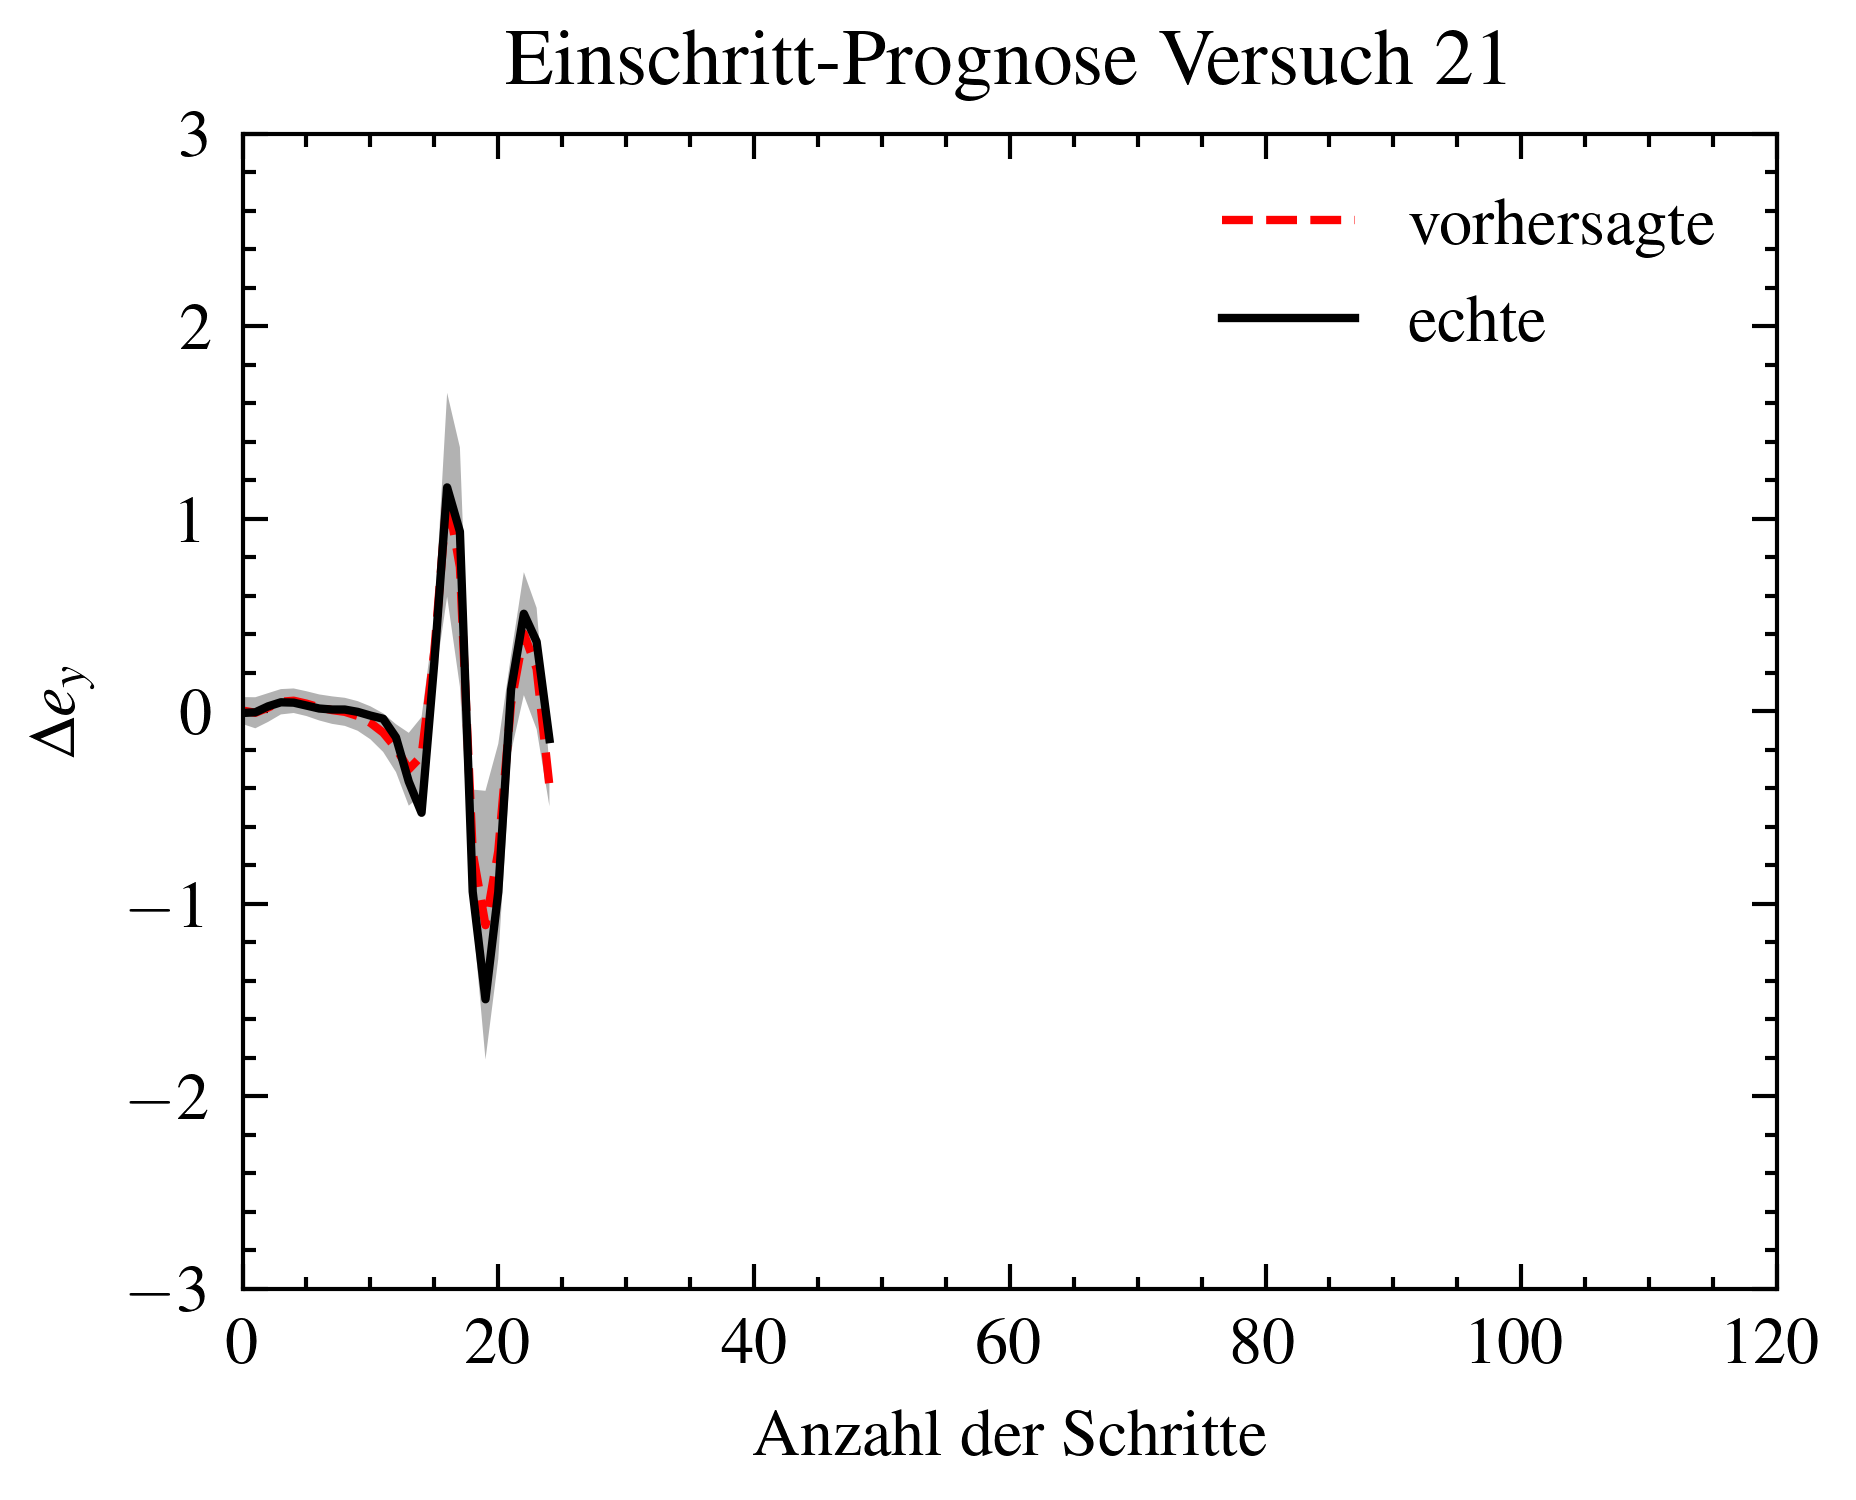 Einschritt-Prognose Versuch 21
3
2
1
0
−1
−2
−3
Δe_y
vorhersagte
echte
0 20 40 60 80 100 120
Anzahl der Schritte